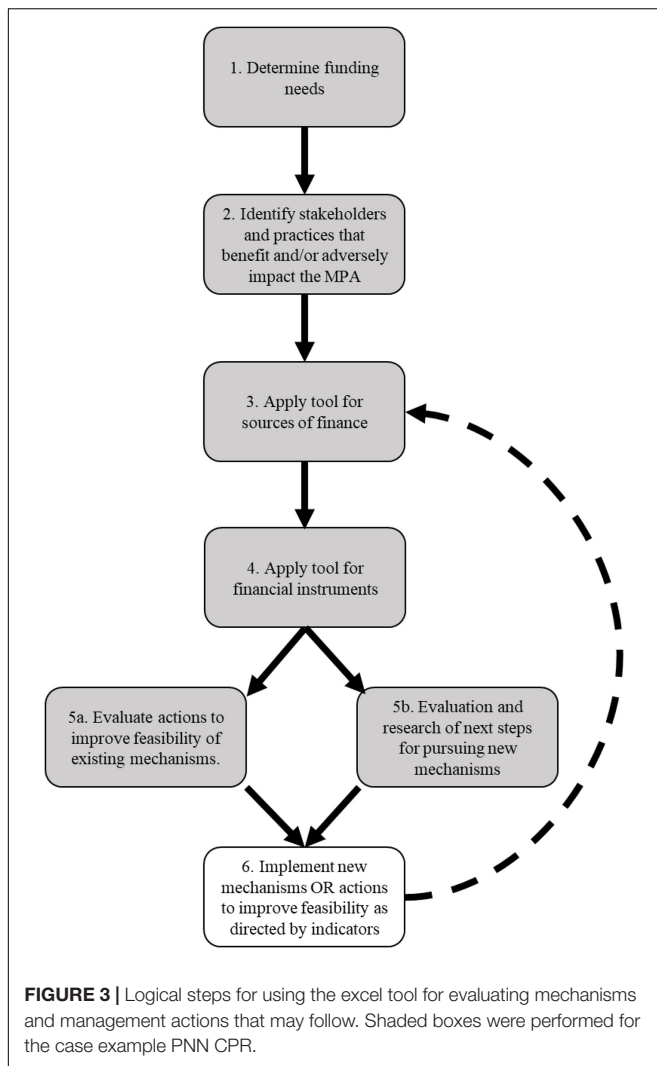 1. Determine funding
needs
2. Identify stakeholders
and practices that
benefit and/or adversely
impact the MPA
3. Apply tool for
sources of finance
4. Apply tool for
financial instruments
5a. Evaluate actions to
improve feasibility of
existing mechanisms.
5b. Evaluation and
research of next steps
for pursuing new
mechanisms
6. Implement new
mechanisms OR actions
to improve feasibility as
directed by indicators
FIGURE 3 | Logical steps for using the excel tool for evaluating mechanisms
and management actions that may follow. Shaded boxes were performed for
the case example PNN CPR.